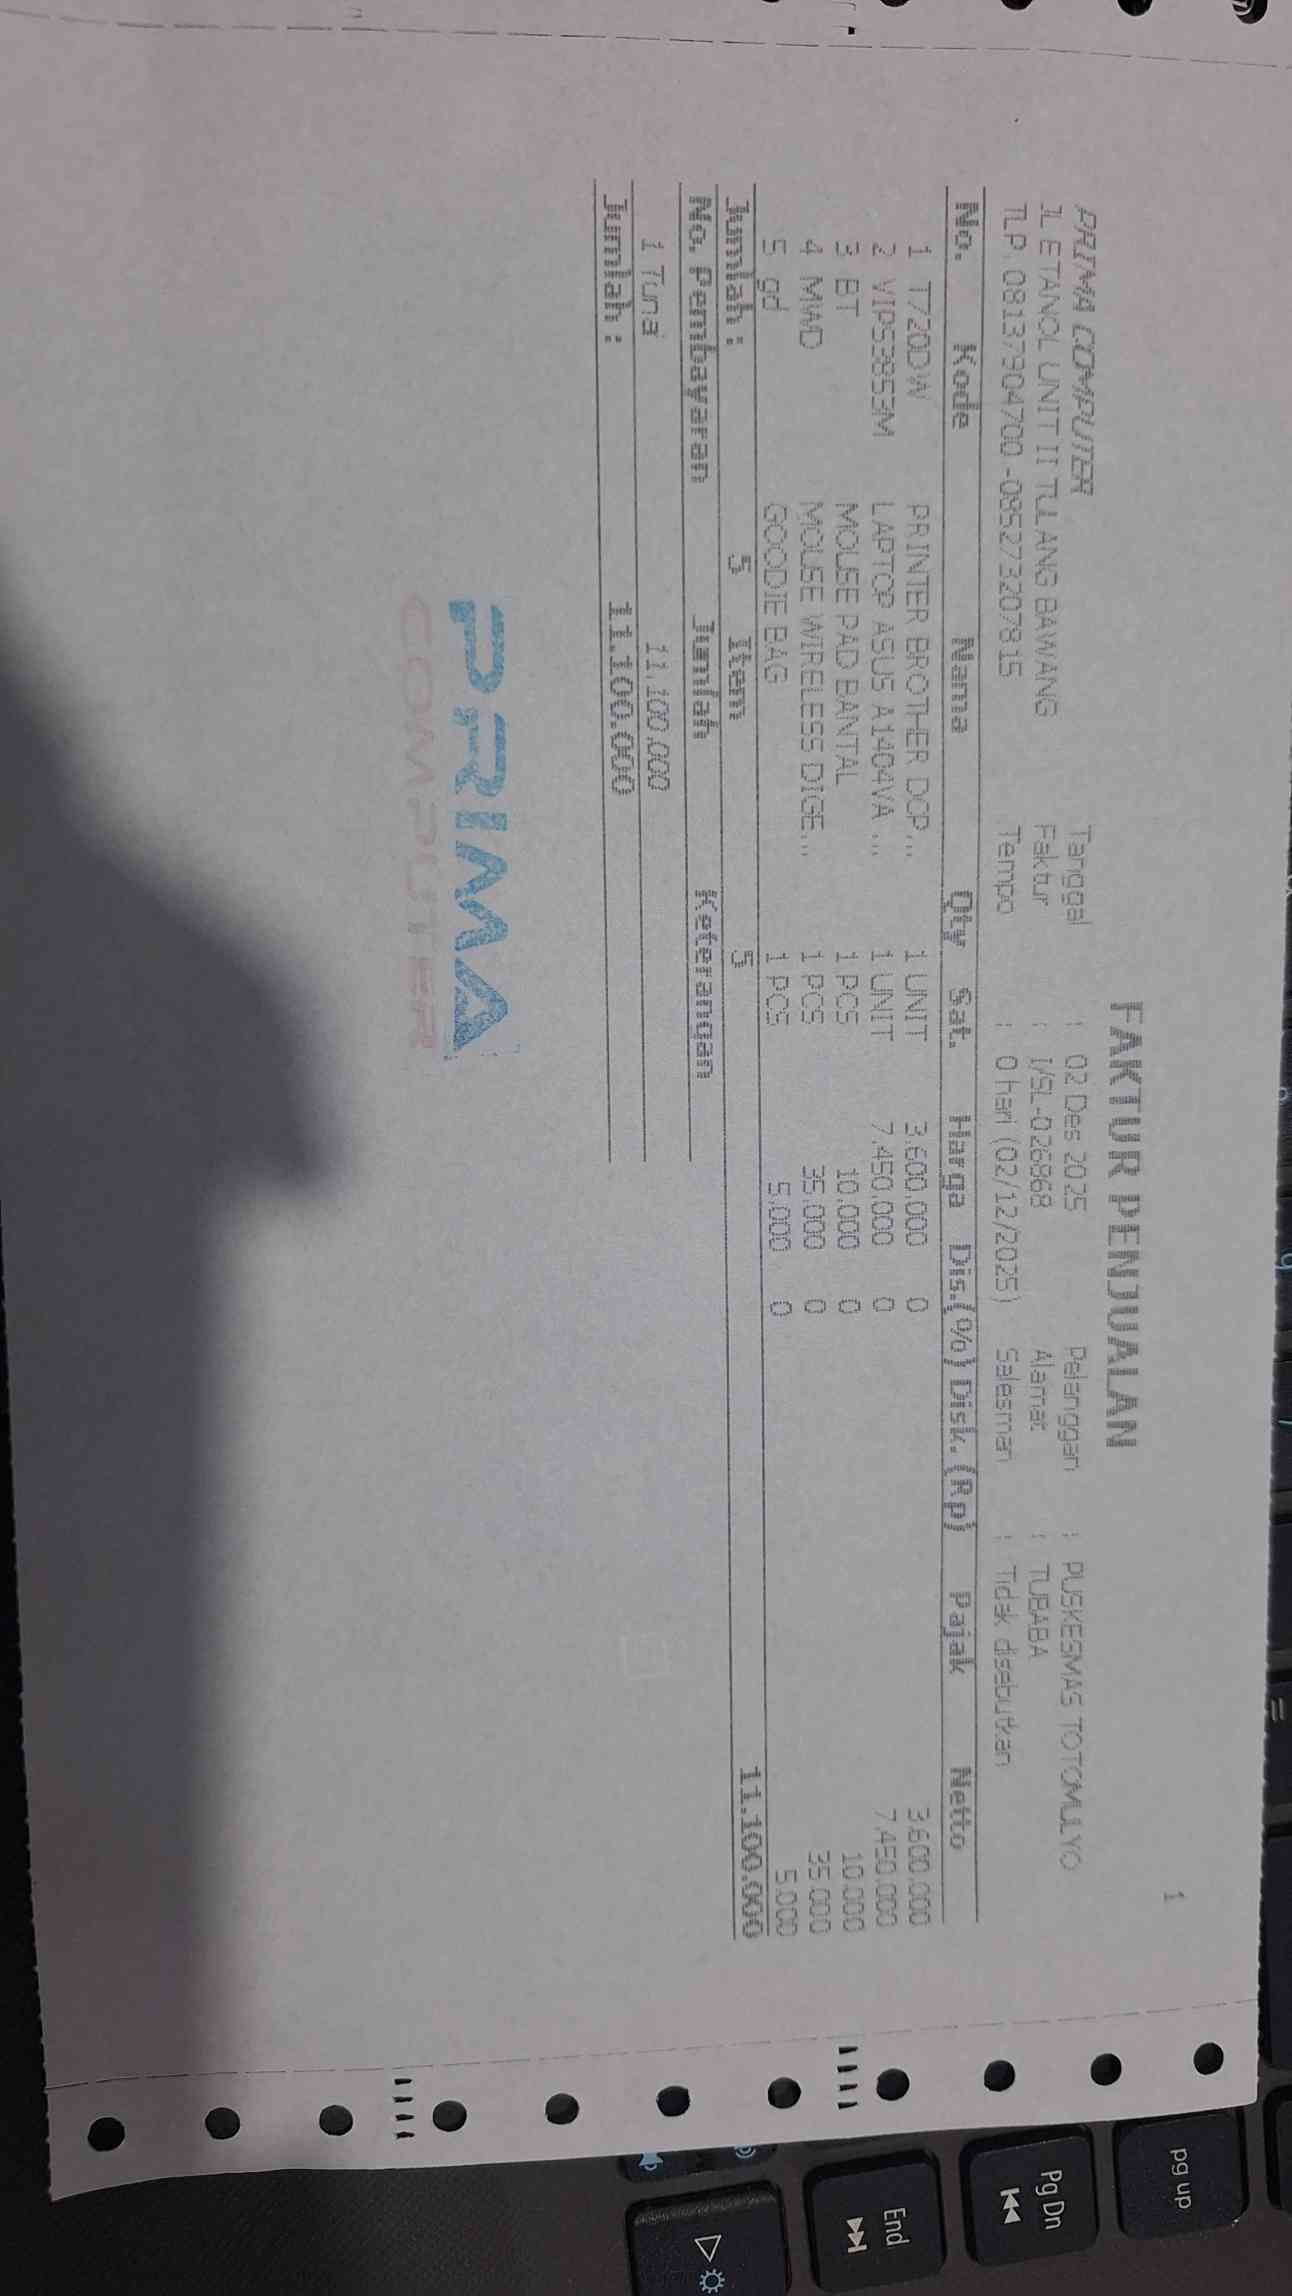 1
FAKTUR PENJUALAN
PRIMA COMPUTER Tanggal : 02 Des 2025 Pelanggan : PUSKESMAS TOTOMULYO
JL ETANOL UNIT II TULANG BAWANG Faktur : I/SL-026868 Alamat : TUBABA
TLP. 08137904700 -085273207815 Tempo : 0 hari (02/12/2025) Salesman : Tidak disebutkan
No. Kode Nama Qty Sat. Harga Dis.(%) Disk. (Rp) Pajak Netto
1 T720DW PRINTER BROTHER DCP... 1 UNIT 3.600.000 0 3.600.000
2 VIPS3853M LAPTOP ASUS A1404VA ... 1 UNIT 7.450.000 0 7.450.000
3 BT MOUSE PAD BANTAL 1 PCS 10.000 0 10.000
4 MWD MOUSE WIRELESS DIGE... 1 PCS 35.000 0 35.000
5 gd GOODIE BAG 1 PCS 5.000 0 5.000
Jumlah : 5 Item 5 11.100.000
No. Pembayaran Jumlah Keterangan
1 Tunai 11.100.000
Jumlah : 11.100.000
PRIMA
COMPUTER
pg up
Pg Dn
End